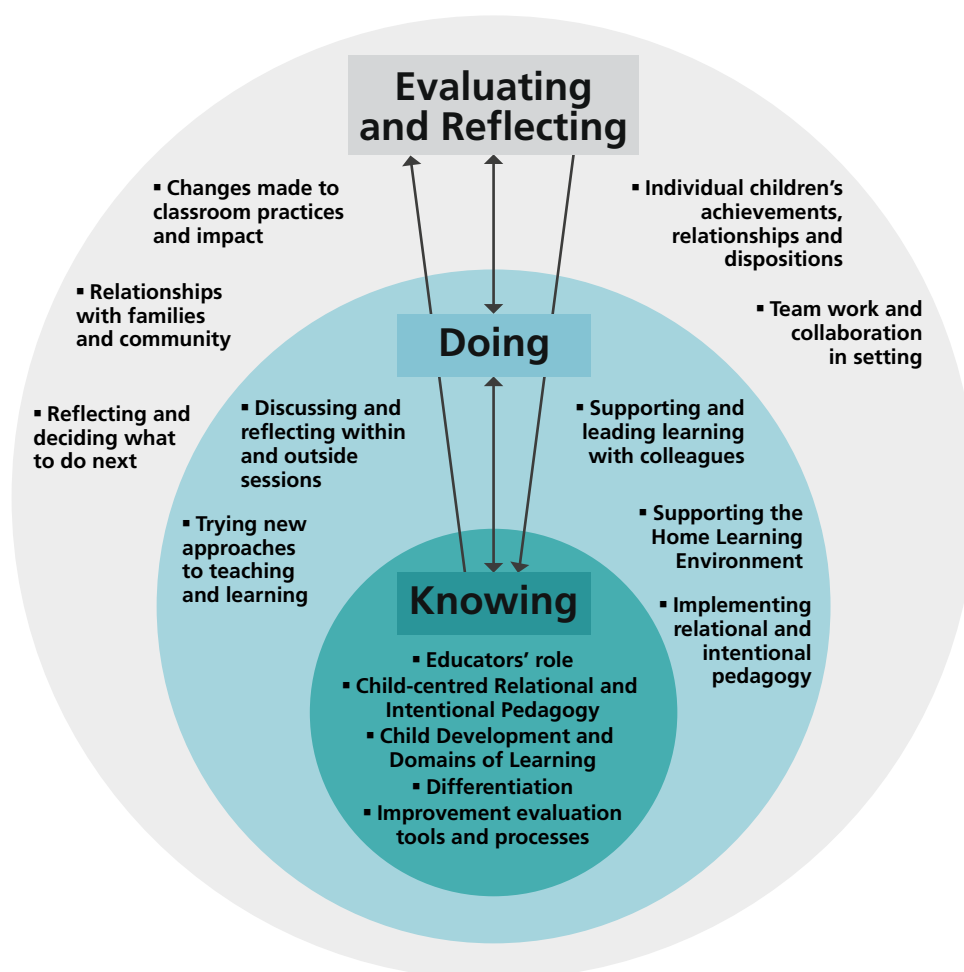 Evaluating
and Reflecting
▪ Changes made to
classroom practices
and impact
▪ Relationships
with families
and community
▪ Reflecting and
deciding what
to do next
▪ Individual children’s
achievements,
relationships and
dispositions
▪ Team work and
collaboration
in setting
Doing
▪ Discussing and
reflecting within
and outside
sessions
▪ Trying new
approaches
to teaching
and learning
▪ Supporting and
leading learning
with colleagues
▪ Supporting the
Home Learning
Environment
▪ Implementing
relational and
intentional
pedagogy
Knowing
▪ Educators’ role
▪ Child-centred Relational and
Intentional Pedagogy
▪ Child Development and
Domains of Learning
▪ Differentiation
▪ Improvement evaluation
tools and processes